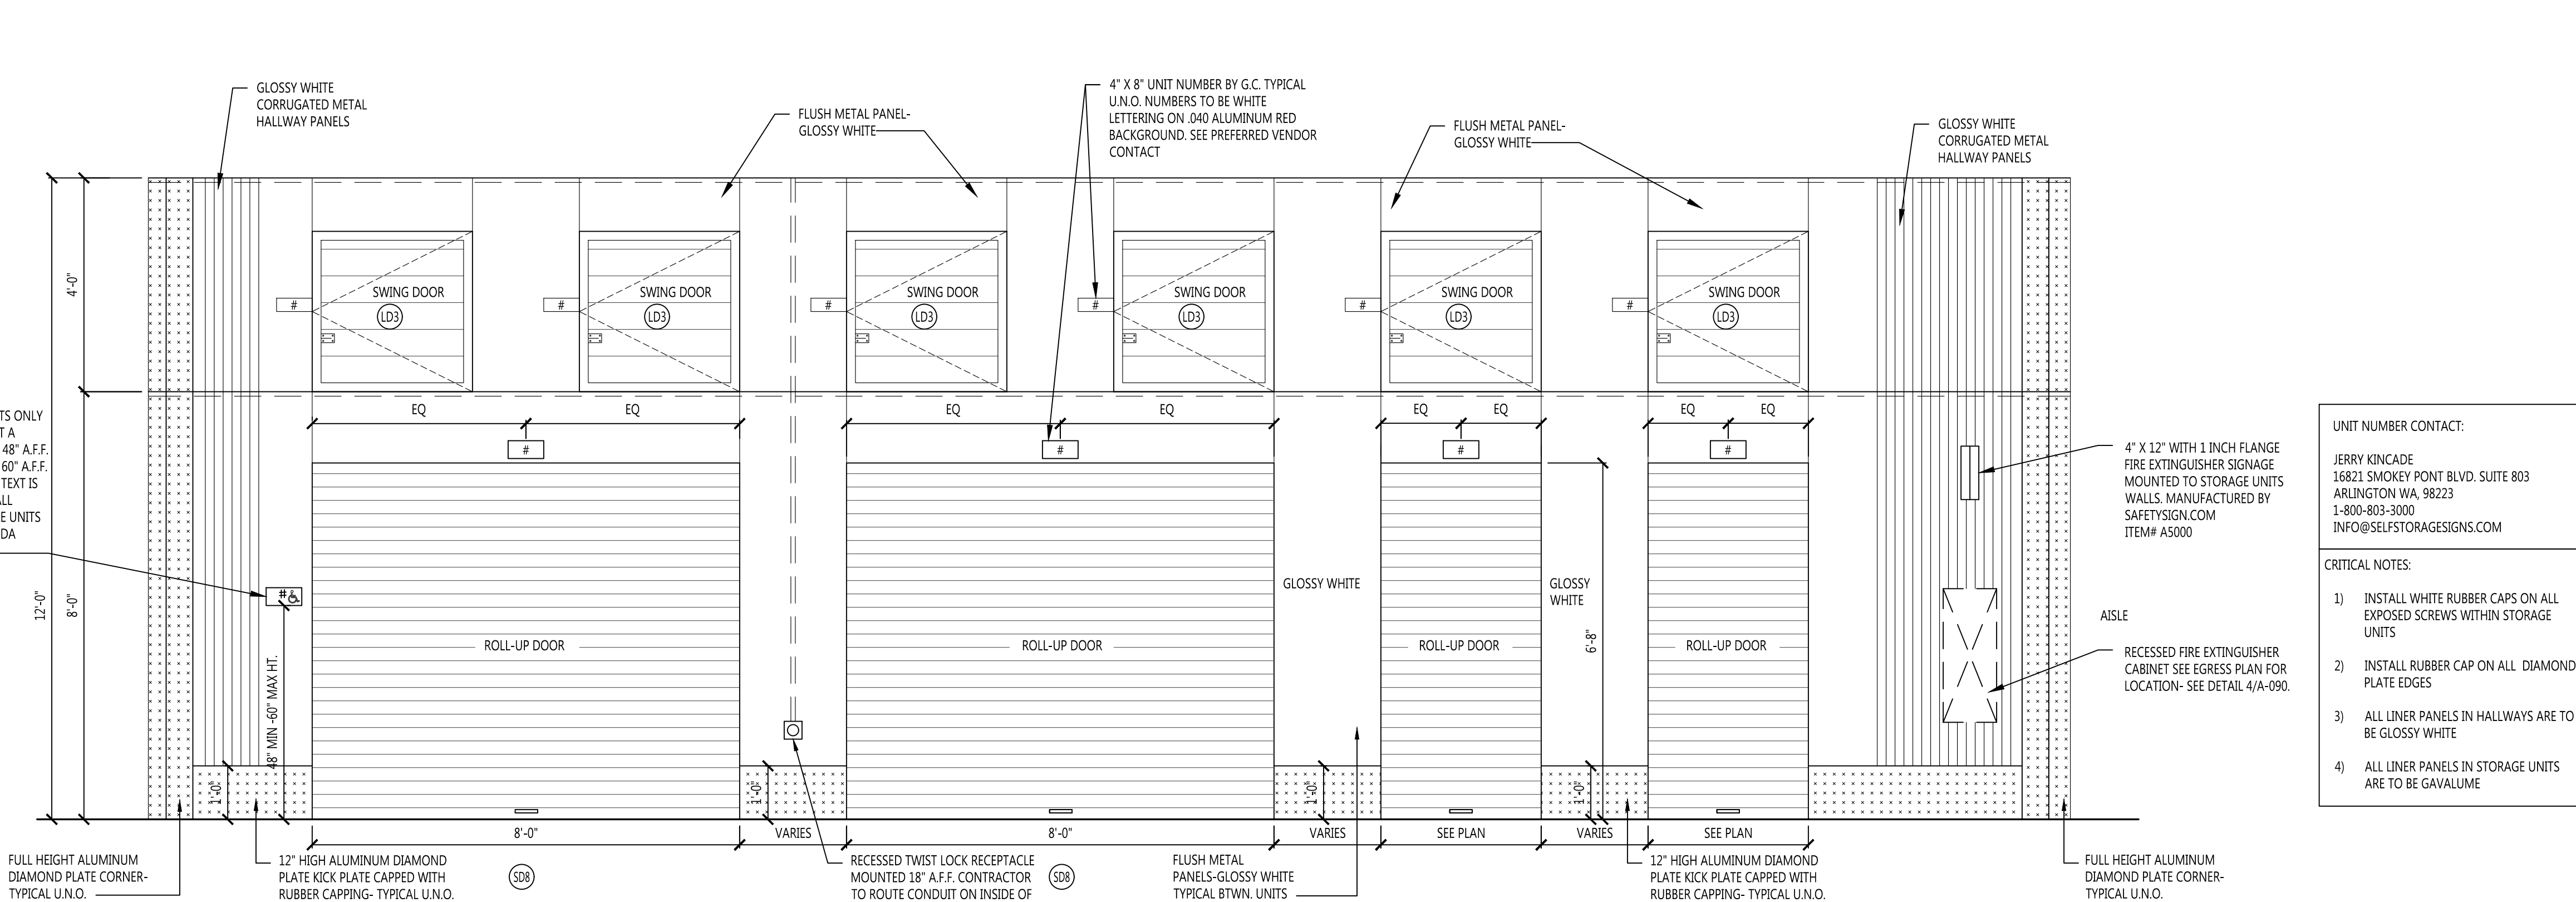 GLOSSY WHITE
CORRUGATED METAL
HALLWAY PANELS
FLUSH METAL PANEL-
GLOSSY WHITE
4" X 8" UNIT NUMBER BY G.C. TYPICAL
U.N.O. NUMBERS TO BE WHITE
LETTERING ON .040 ALUMINUM RED
BACKGROUND. SEE PREFERRED VENDOR
CONTACT
FLUSH METAL PANEL-
GLOSSY WHITE
GLOSSY WHITE
CORRUGATED METAL
HALLWAY PANELS
4'-0"
12'-0"
8'-0"
# SWING DOOR
LD3
# SWING DOOR
LD3
# SWING DOOR
LD3
# SWING DOOR
LD3
# SWING DOOR
LD3
# SWING DOOR
LD3
TS ONLY
T A
48" A.F.F.
60" A.F.F.
TEXT IS
ALL
E UNITS
DA
EQ EQ EQ EQ EQ EQ EQ EQ
# # # #
#
48" MIN -60" MAX HT.
ROLL-UP DOOR
ROLL-UP DOOR
GLOSSY WHITE
ROLL-UP DOOR
GLOSSY
WHITE
6'-8"
ROLL-UP DOOR
1'-0"
1'-0"
1'-0"
1'-0"
4" X 12" WITH 1 INCH FLANGE
FIRE EXTINGUISHER SIGNAGE
MOUNTED TO STORAGE UNITS
WALLS. MANUFACTURED BY
SAFETYSIGN.COM
ITEM# A5000
AISLE
RECESSED FIRE EXTINGUISHER
CABINET SEE EGRESS PLAN FOR
LOCATION- SEE DETAIL 4/A-090.
8'-0" VARIES 8'-0" VARIES SEE PLAN VARIES SEE PLAN
FULL HEIGHT ALUMINUM
DIAMOND PLATE CORNER-
TYPICAL U.N.O.
12" HIGH ALUMINUM DIAMOND
PLATE KICK PLATE CAPPED WITH
RUBBER CAPPING- TYPICAL U.N.O.
SD8
RECESSED TWIST LOCK RECEPTACLE
MOUNTED 18" A.F.F. CONTRACTOR
TO ROUTE CONDUIT ON INSIDE OF
SD8
FLUSH METAL
PANELS-GLOSSY WHITE
TYPICAL BTWN. UNITS
12" HIGH ALUMINUM DIAMOND
PLATE KICK PLATE CAPPED WITH
RUBBER CAPPING- TYPICAL U.N.O.
FULL HEIGHT ALUMINUM
DIAMOND PLATE CORNER-
TYPICAL U.N.O.
UNIT NUMBER CONTACT:
JERRY KINCADE
16821 SMOKEY PONT BLVD. SUITE 803
ARLINGTON WA, 98223
1-800-803-3000
INFO@SELFSTORAGESIGNS.COM
CRITICAL NOTES:
1) INSTALL WHITE RUBBER CAPS ON ALL
EXPOSED SCREWS WITHIN STORAGE
UNITS
2) INSTALL RUBBER CAP ON ALL DIAMOND
PLATE EDGES
3) ALL LINER PANELS IN HALLWAYS ARE TO
BE GLOSSY WHITE
4) ALL LINER PANELS IN STORAGE UNITS
ARE TO BE GAVALUME